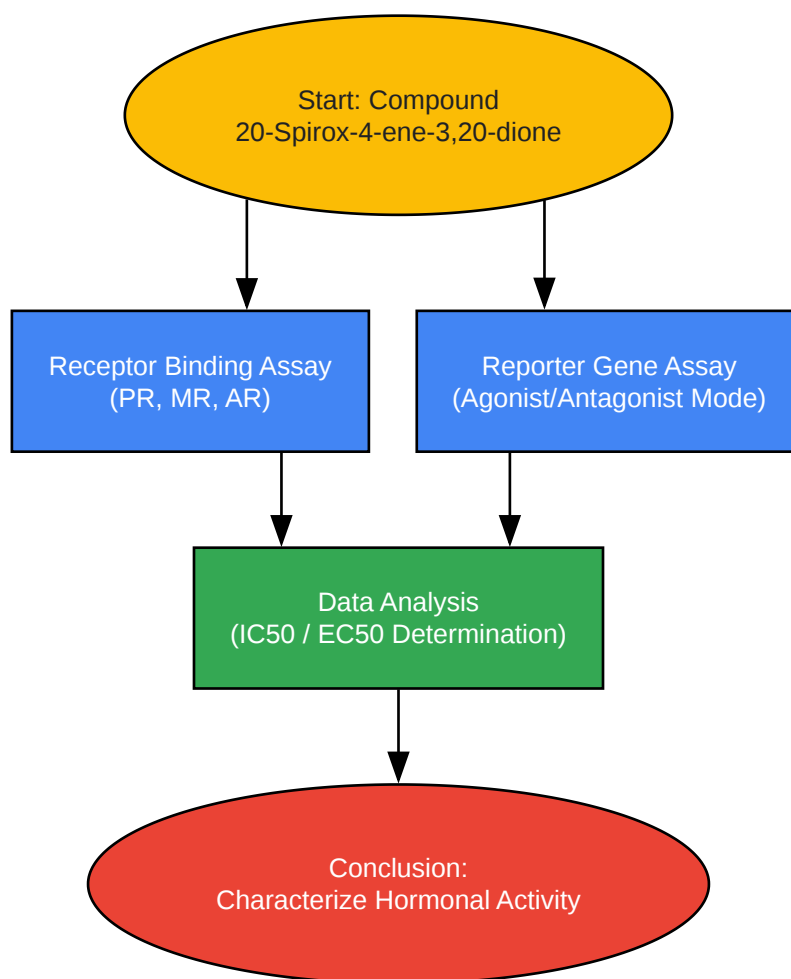 Start: Compound
20-Spirox-4-ene-3,20-dione
Receptor Binding Assay
(PR, MR, AR)
Reporter Gene Assay
(Agonist/Antagonist Mode)
Data Analysis
(IC50 / EC50 Determination)
Conclusion:
Characterize Hormonal Activity